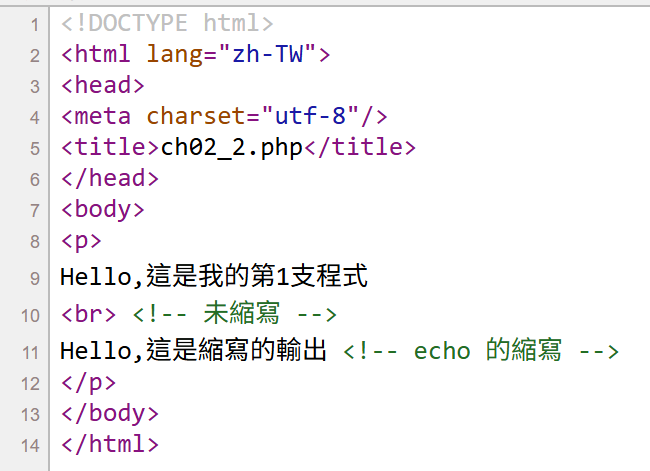 1 <!DOCTYPE html>
2 <html lang="zh-TW">
3 <head>
4 <meta charset="utf-8"/>
5 <title>ch02_2.php</title>
6 </head>
7 <body>
8 <p>
9 Hello,這是我的第1支程式
10 <br> <!-- 未縮寫 -->
11 Hello,這是縮寫的輸出 <!-- echo 的縮寫 -->
12 </p>
13 </body>
14 </html>